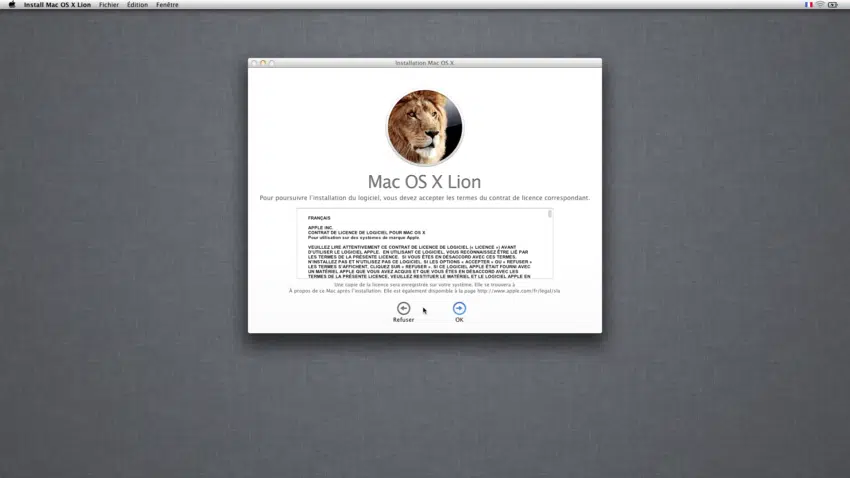 Install Mac OS X Lion Fichier Édition Fenêtre
Installation Mac OS X
Mac OS X Lion
Pour poursuivre l'installation du logiciel, vous devez accepter les termes du contrat de licence correspondant.
FRANÇAIS
APPLE INC.
CONTRAT DE LICENCE DE LOGICIEL POUR MAC OS X
Pour utilisation sur des systèmes de marque Apple
VEUILLEZ LIRE ATTENTIVEMENT CE CONTRAT DE LICENCE DE LOGICIEL (« LICENCE ») AVANT
D'UTILISER LE LOGICIEL APPLE. EN UTILISANT CE LOGICIEL, VOUS RECONNAISSEZ ÊTRE LIÉ PAR
LES TERMES DE LA PRÉSENTE LICENCE. SI VOUS ÊTES EN DÉSACCORD AVEC CES TERMES,
N'INSTALLEZ PAS ET N'UTILISEZ PAS CE LOGICIEL. SI LES OPTIONS « ACCEPTER » OU « REFUSER »
LES TERMES S'AFFICHENT, CLIQUEZ SUR « REFUSER ». SI CE LOGICIEL APPLE ÉTAIT FOURNI AVEC
UN MATÉRIEL APPLE QUE VOUS AVEZ ACQUIS ET QUE VOUS ÊTES EN DÉSACCORD AVEC LES
TERMES DE LA PRÉSENTE LICENCE, VEUILLEZ RESTITUER LE MATÉRIEL ET LE LOGICIEL APPLE EN
Une copie de la licence sera enregistrée sur votre système. Elle se trouvera à
À propos de ce Mac après l'installation. Elle est également disponible à la page http://www.apple.com/fr/legal/sla
Refuser OK